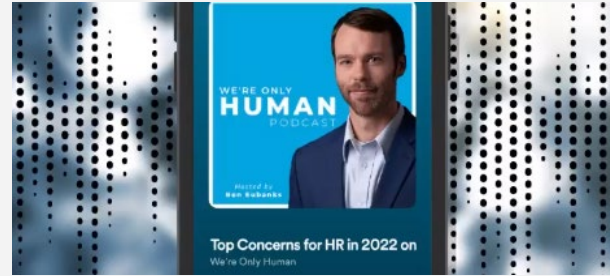 WE'RE ONLY
HUMAN
PODCAST
Hosted by
Ben Eubanks
Top Concerns for HR in 2022 on
We're Only Human